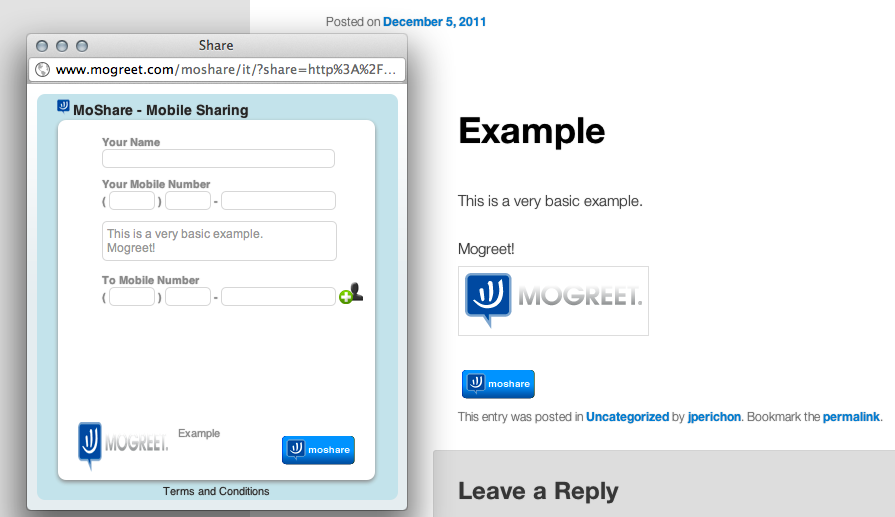 Share
www.mogreet.com/moshare/it/?share=http%3A%2F...
MoShare - Mobile Sharing
Your Name
Your Mobile Number
( ) -
This is a very basic example.
Mogreet!
To Mobile Number
( ) -
MOGREET.
Example
moshare
Terms and Conditions
Posted on December 5, 2011
Example
This is a very basic example.
Mogreet!
MOGREET.
moshare
This entry was posted in Uncategorized by jperichon. Bookmark the permalink.
Leave a Reply